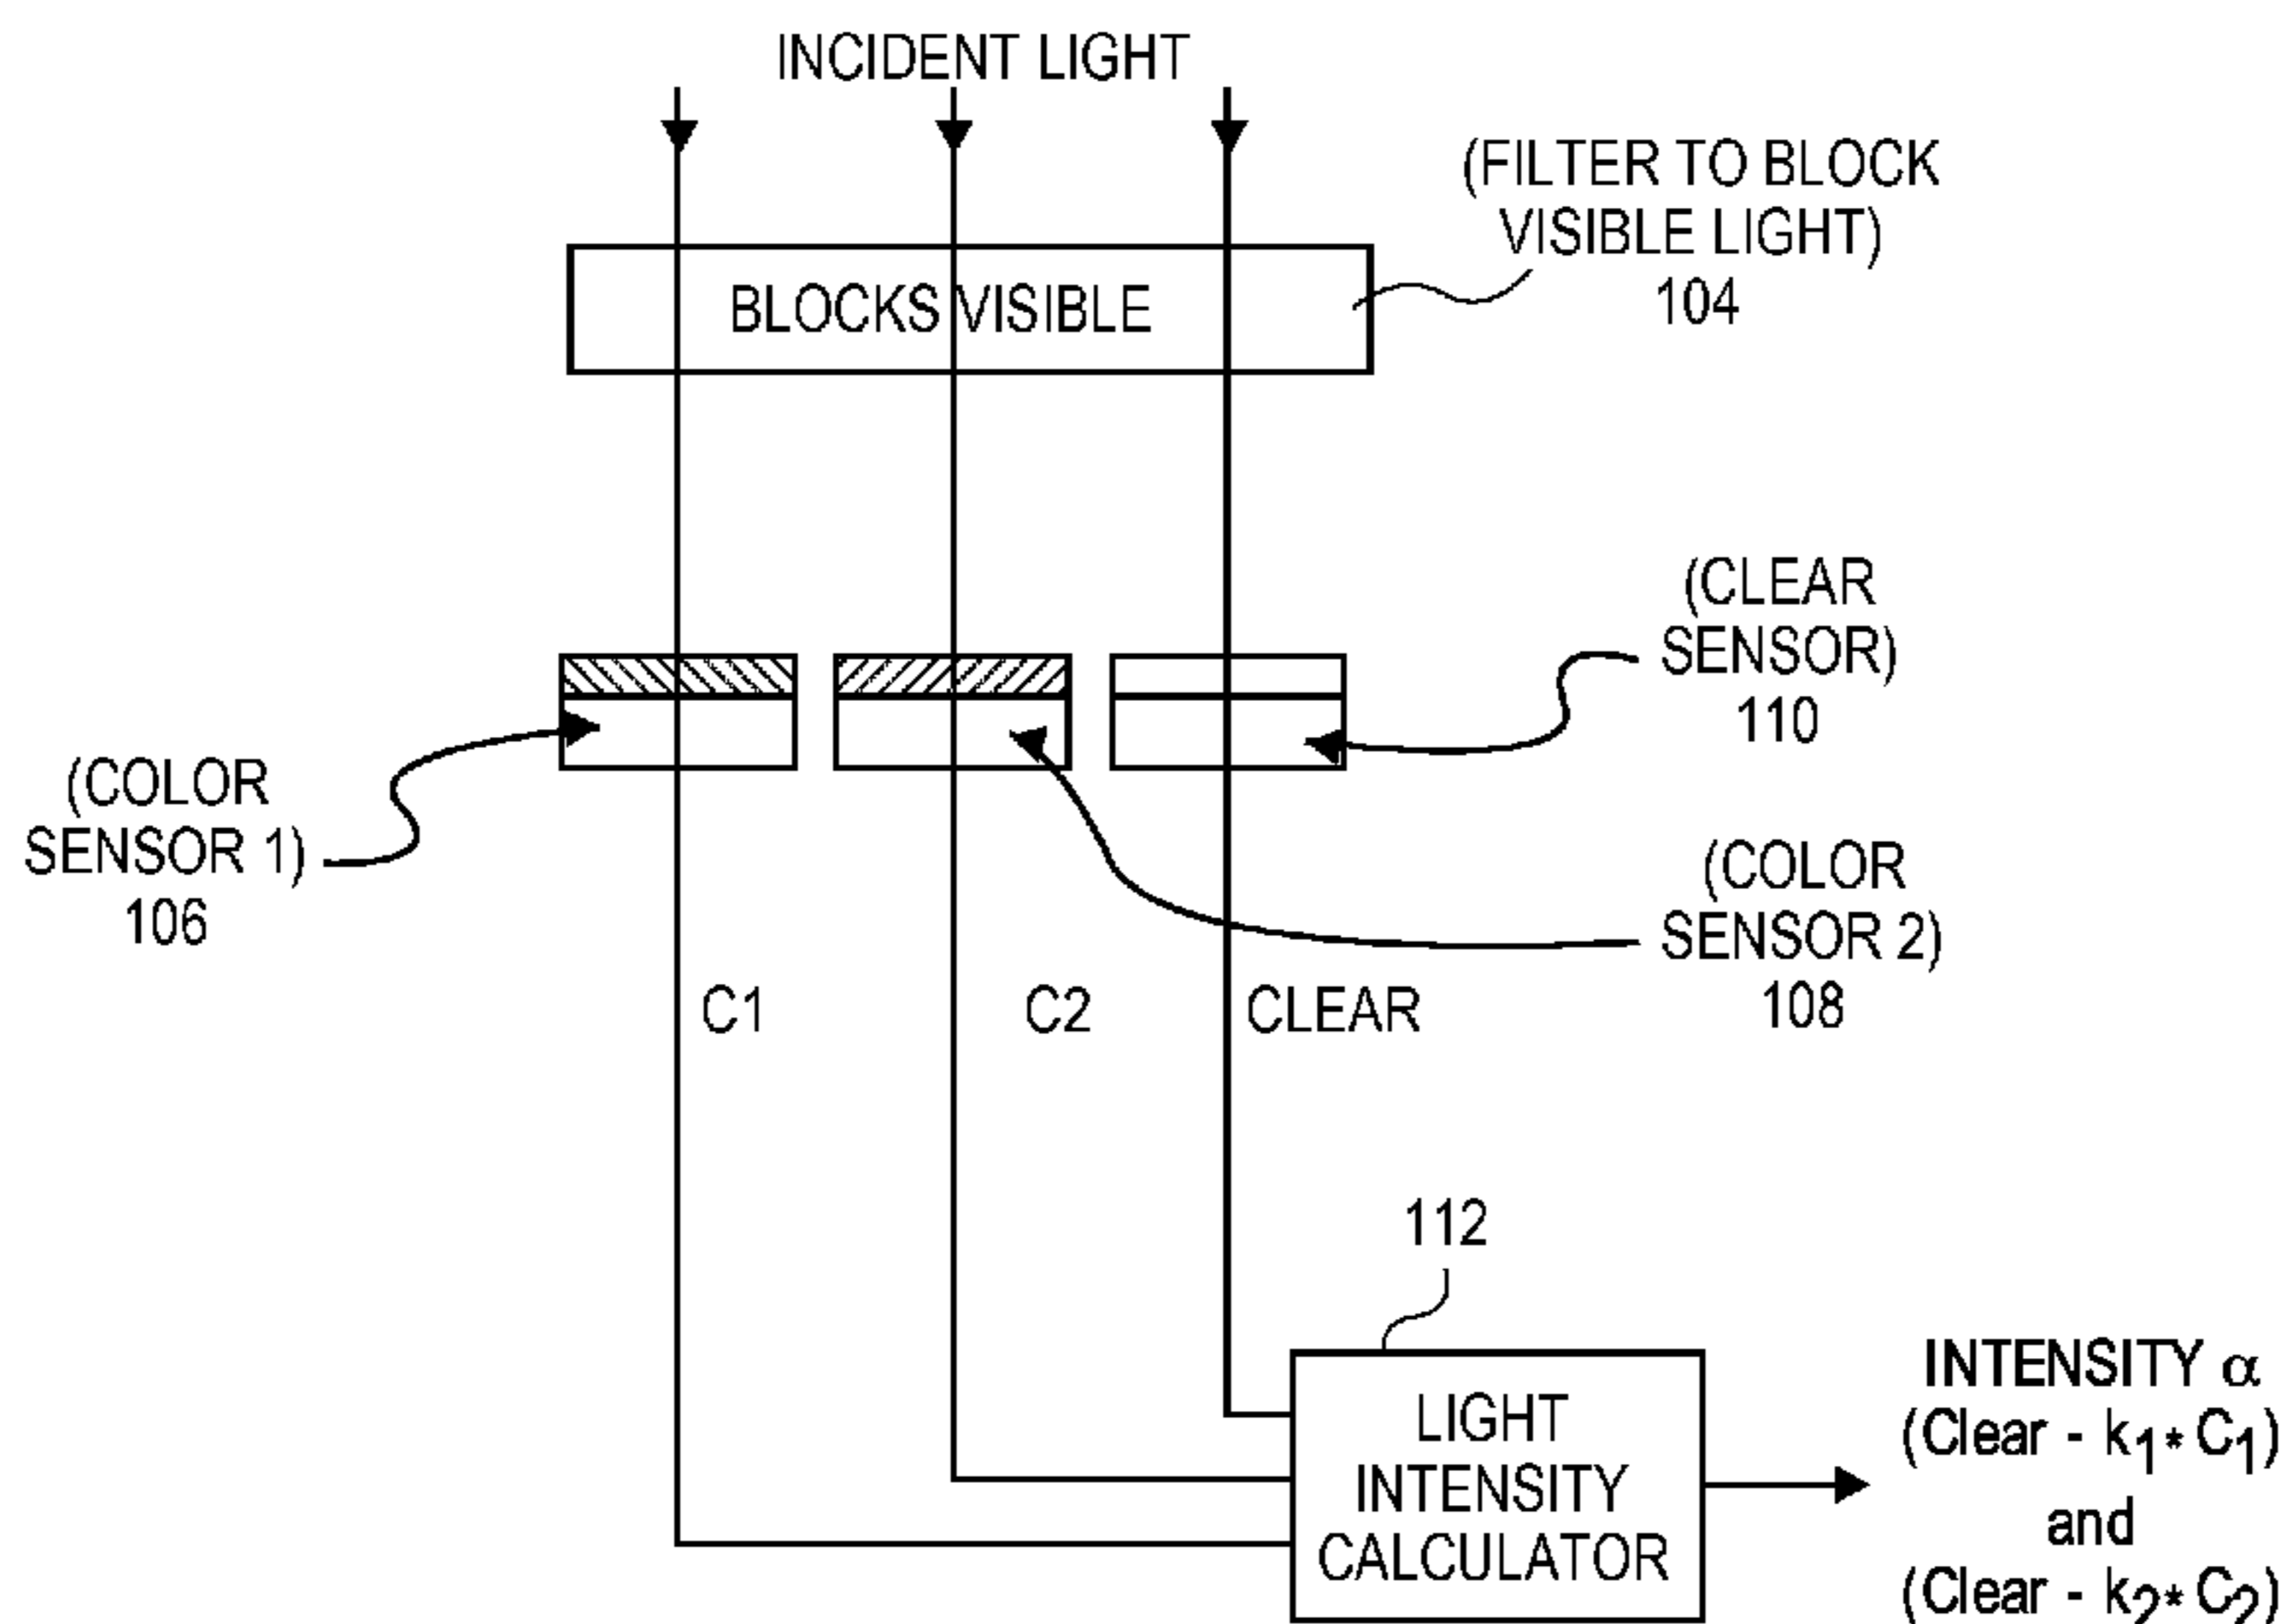 INCIDENT LIGHT
(FILTER TO BLOCK
VISIBLE LIGHT)
104
BLOCKS VISIBLE
(CLEAR
SENSOR)
110
(COLOR
SENSOR 1)
106
(COLOR
SENSOR 2)
108
C1
C2
CLEAR
112
LIGHT
INTENSITY
CALCULATOR
INTENSITY α
(Clear - k₁* C₁)
and
(Clear - k₂* C₂)